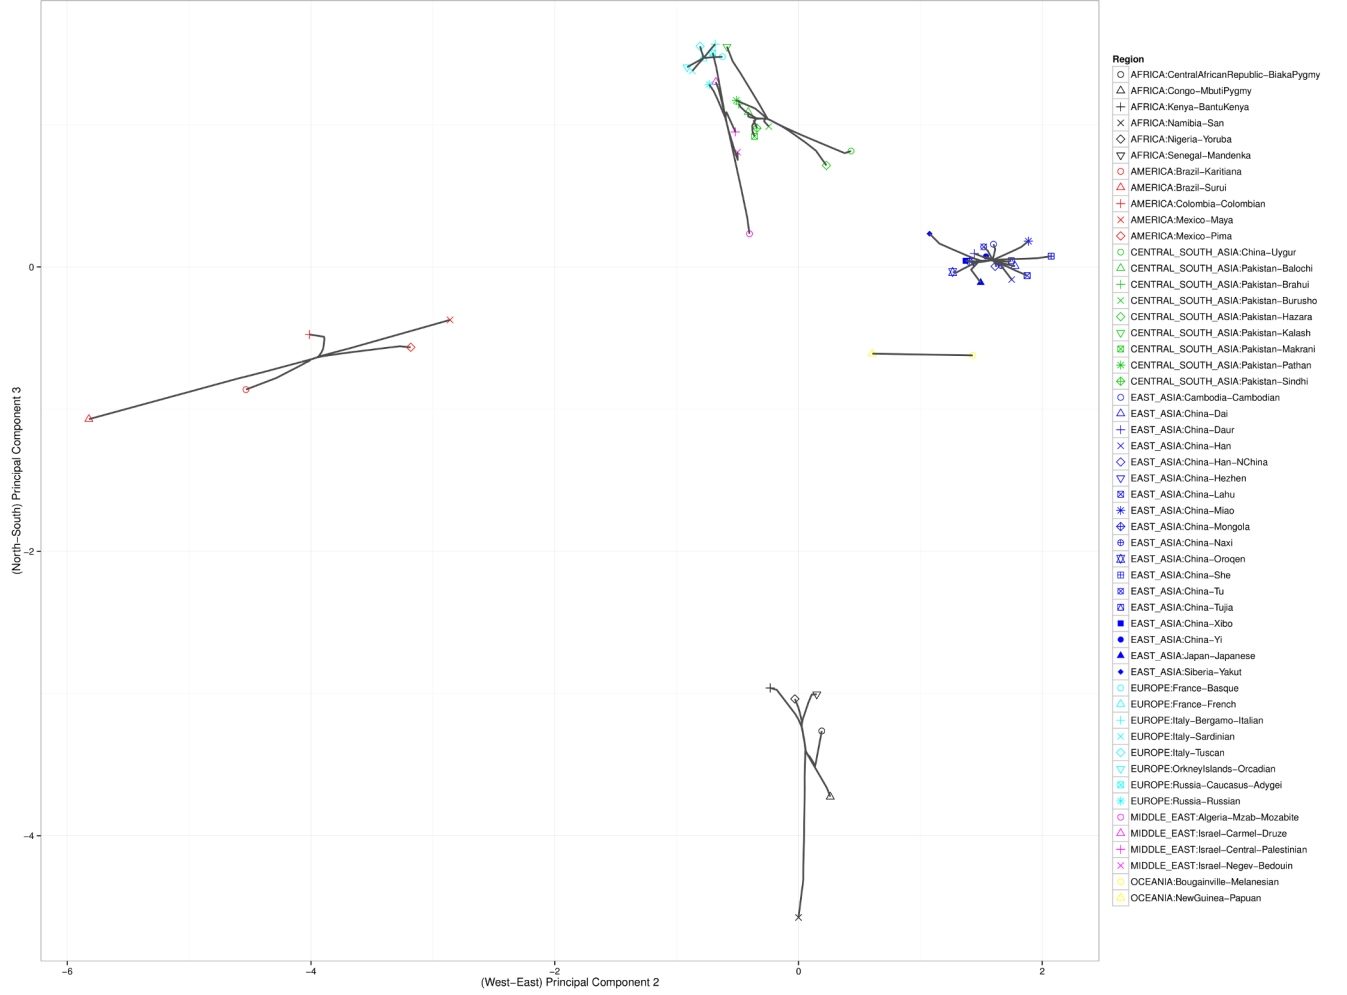 Region
AFRICA:CentralAfricanRepublic−BiakaPygmy
AFRICA:Congo−MbutiPygmy
AFRICA:Kenya−BantuKenya
AFRICA:Namibia−San
AFRICA:Nigeria−Yoruba
AFRICA:Senegal−Mandenka
AMERICA:Brazil−Karitiana
AMERICA:Brazil−Surui
AMERICA:Colombia−Colombian
AMERICA:Mexico−Maya
AMERICA:Mexico−Pima
CENTRAL_SOUTH_ASIA:China−Uygur
CENTRAL_SOUTH_ASIA:Pakistan−Balochi
CENTRAL_SOUTH_ASIA:Pakistan−Brahui
CENTRAL_SOUTH_ASIA:Pakistan−Burusho
CENTRAL_SOUTH_ASIA:Pakistan−Hazara
CENTRAL_SOUTH_ASIA:Pakistan−Kalash
CENTRAL_SOUTH_ASIA:Pakistan−Makrani
CENTRAL_SOUTH_ASIA:Pakistan−Pathan
CENTRAL_SOUTH_ASIA:Pakistan−Sindhi
EAST_ASIA:Cambodia−Cambodian
EAST_ASIA:China−Dai
EAST_ASIA:China−Daur
EAST_ASIA:China−Han
EAST_ASIA:China−Han−NChina
EAST_ASIA:China−Hezhen
EAST_ASIA:China−Lahu
EAST_ASIA:China−Miao
EAST_ASIA:China−Mongola
EAST_ASIA:China−Naxi
EAST_ASIA:China−Oroqen
EAST_ASIA:China−She
EAST_ASIA:China−Tu
EAST_ASIA:China−Tujia
EAST_ASIA:China−Xibo
EAST_ASIA:China−Yi
EAST_ASIA:Japan−Japanese
EAST_ASIA:Siberia−Yakut
EUROPE:France−Basque
EUROPE:France−French
EUROPE:Italy−Bergamo−Italian
EUROPE:Italy−Sardinian
EUROPE:Italy−Tuscan
EUROPE:OrkneyIslands−Orcadian
EUROPE:Russia−Caucasus−Adygei
EUROPE:Russia−Russian
MIDDLE_EAST:Algeria−Mzab−Mozabite
MIDDLE_EAST:Israel−Carmel−Druze
MIDDLE_EAST:Israel−Central−Palestinian
MIDDLE_EAST:Israel−Negev−Bedouin
OCEANIA:Bougainville−Melanesian
OCEANIA:NewGuinea−Papuan
(North−South) Principal Component 3
0
−2
−4
−6
−4
−2
0
2
(West−East) Principal Component 2